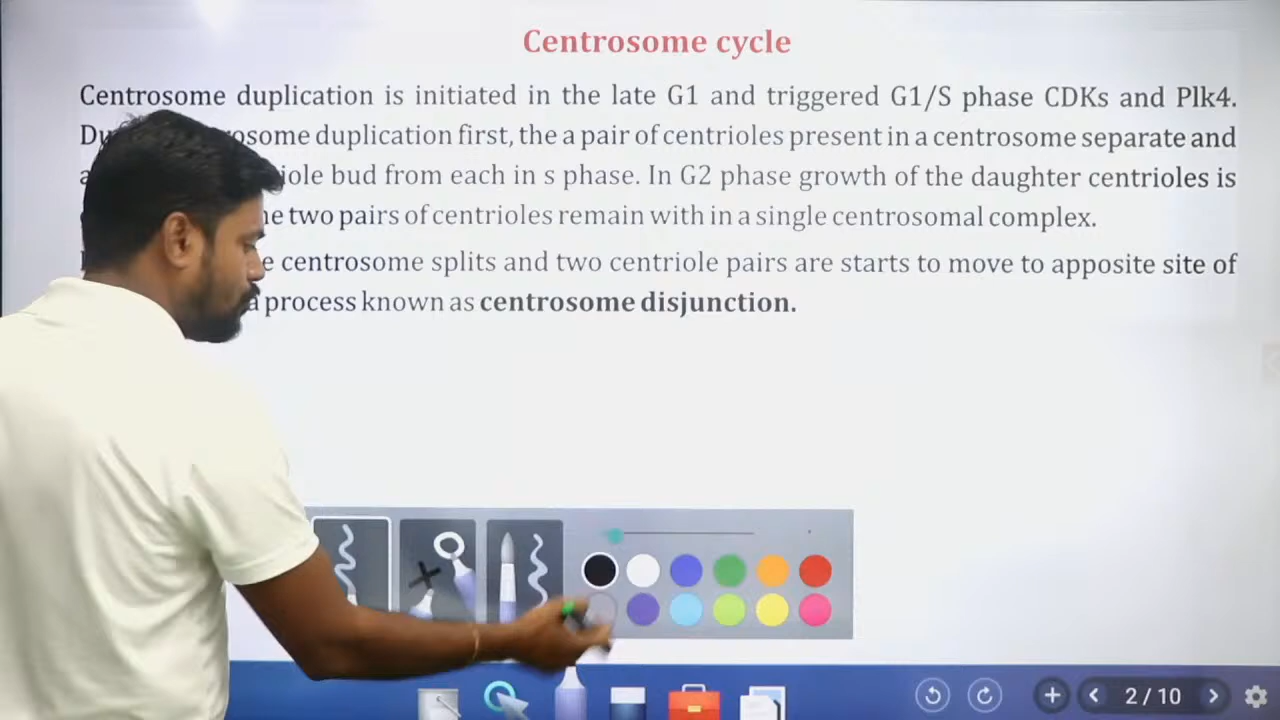 Centrosome cycle
Centrosome duplication is initiated in the late G1 and triggered G1/S phase CDKs and Plk4.
duplication first, the a pair of centrioles present in a centrosome separate and
bud from each in s phase. In G2 phase growth of the daughter centrioles is
two pairs of centrioles remain with in a single centrosomal complex.
centrosome splits and two centriole pairs are starts to move to apposite site of
process known as centrosome disjunction.
2/10